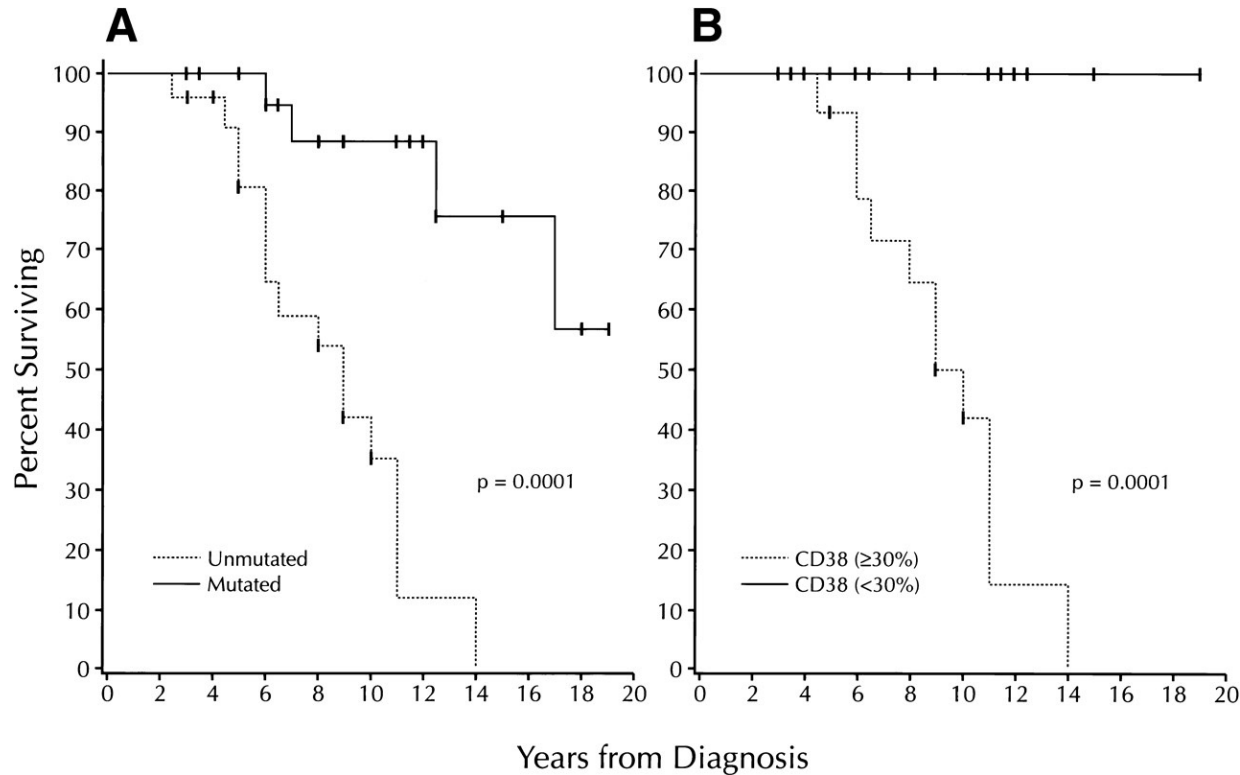 A
B
Percent Surviving
100
90
80
70
60
50
40
30
20
10
0
p = 0.0001
Unmutated
Mutated
0 2 4 6 8 10 12 14 16 18 20
100
90
80
70
60
50
40
30
20
10
0
p = 0.0001
CD38 (≥30%)
CD38 (<30%)
0 2 4 6 8 10 12 14 16 18 20
Years from Diagnosis